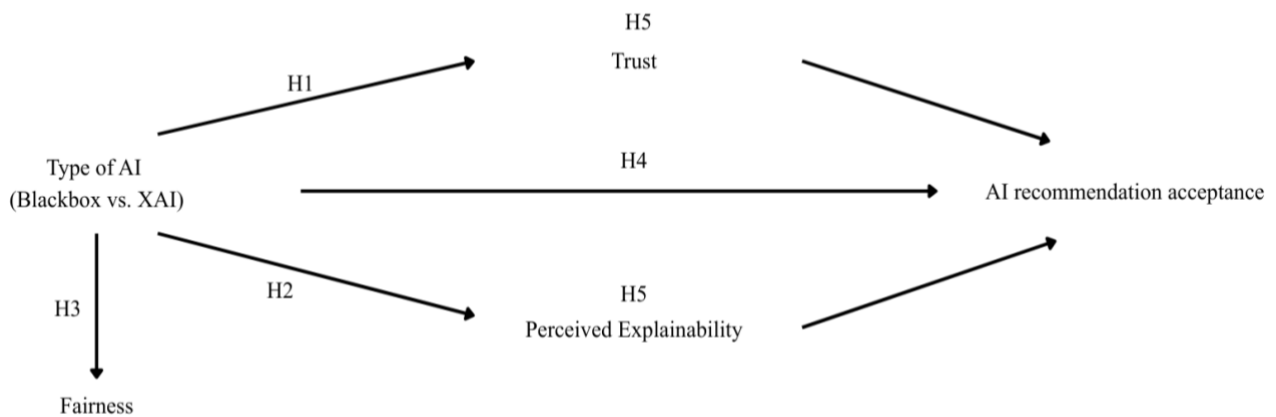 H5
Trust
H1
H4
Type of AI
(Blackbox vs. XAI)
AI recommendation acceptance
H2
H5
H3
Perceived Explainability
Fairness